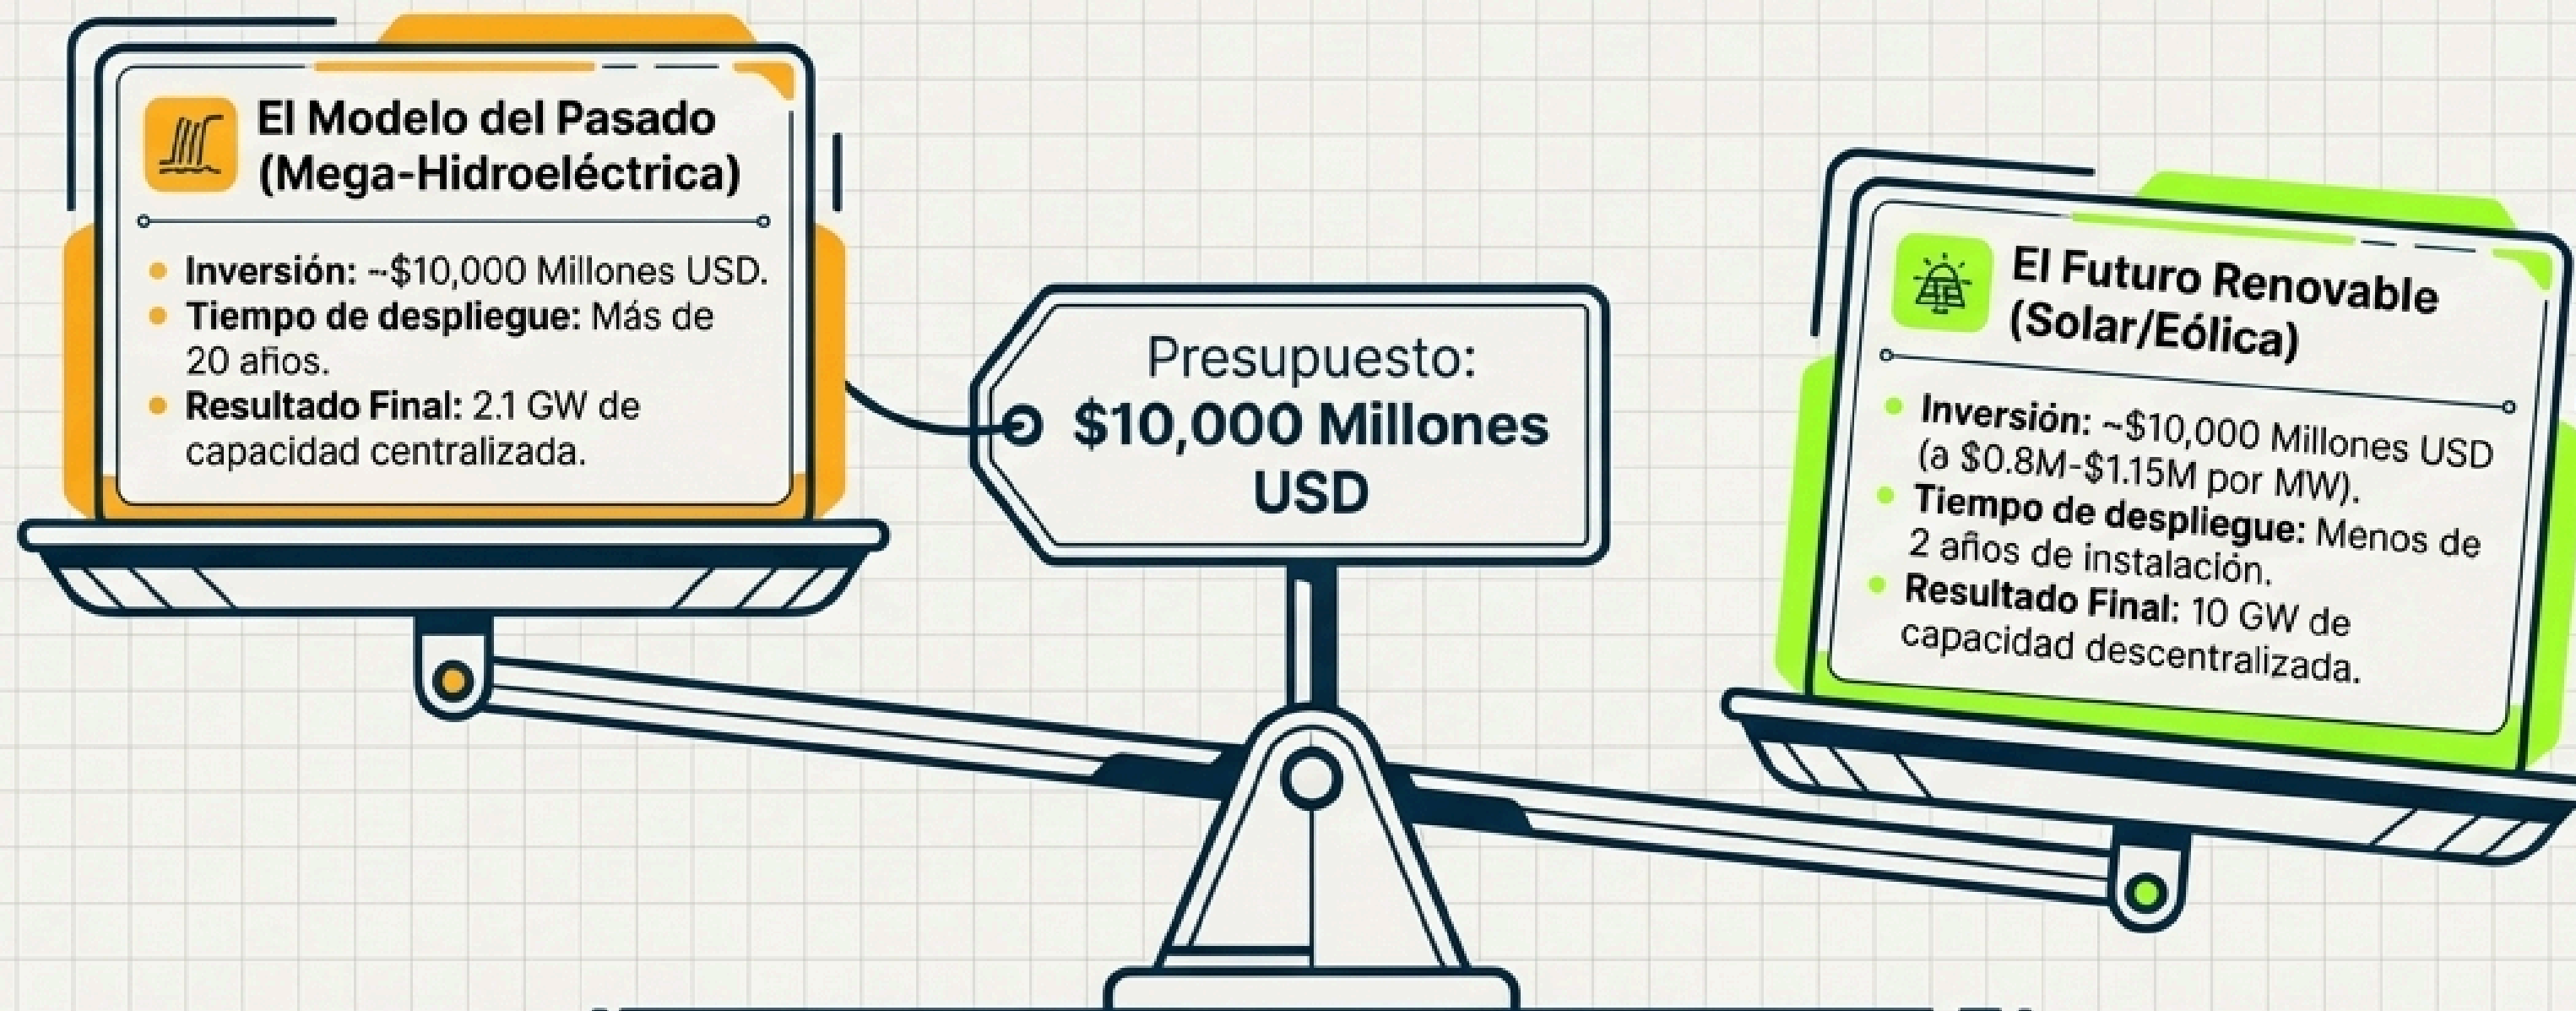 El Modelo del Pasado
(Mega-Hidroeléctrica)
Inversión: ~$10,000 Millones USD.
Tiempo de despliegue: Más de
20 años.
Resultado Final: 2.1 GW de
capacidad centralizada.
Presupuesto:
$10,000 Millones
USD
El Futuro Renovable
(Solar/Eólica)
Inversión: ~$10,000 Millones USD
(a $0.8M-$1.15M por MW).
Tiempo de despliegue: Menos de
2 años de instalación.
Resultado Final: 10 GW de
capacidad descentralizada.